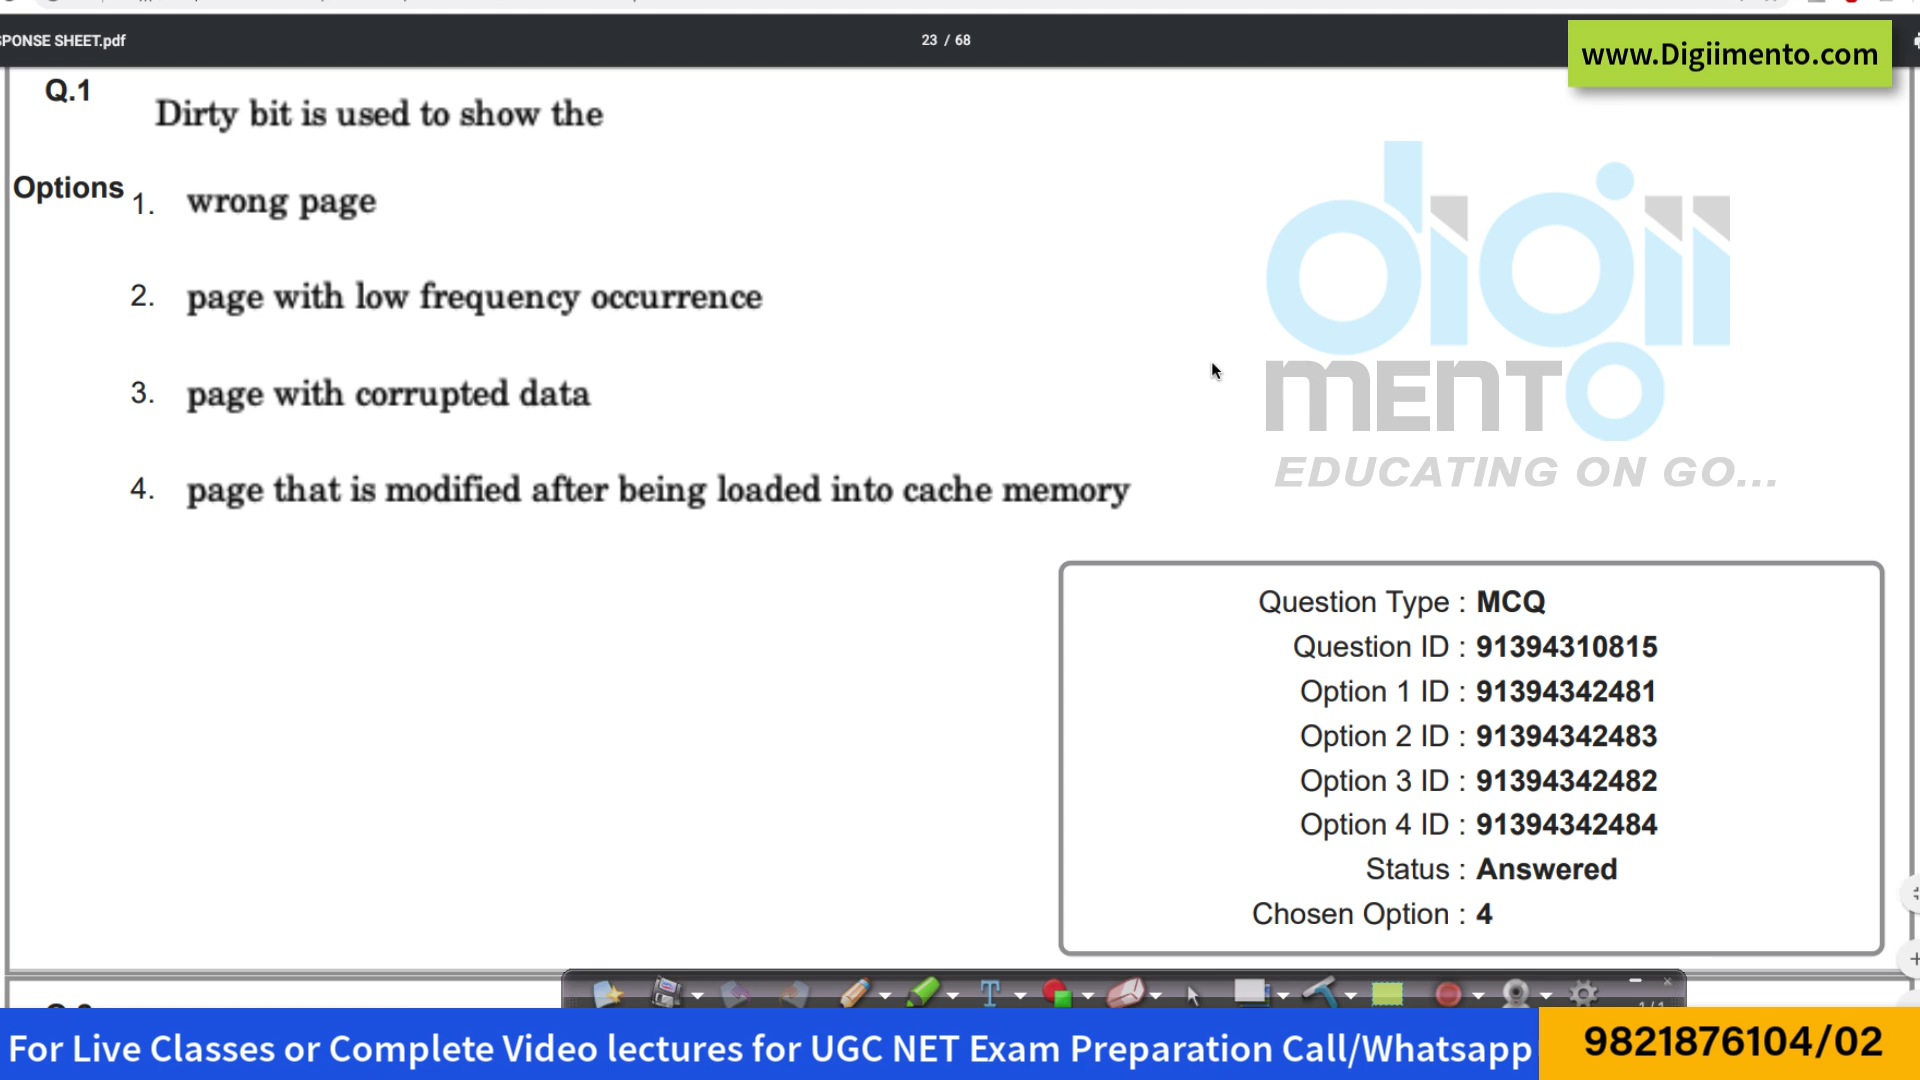 SPONSE SHEET.pdf
23 / 68
www.Digiimento.com
Q.1
Dirty bit is used to show the
Options
1. wrong page
2. page with low frequency occurrence
3. page with corrupted data
4. page that is modified after being loaded into cache memory
digii
mento
EDUCATING ON GO...
Question Type : MCQ
Question ID : 91394310815
Option 1 ID : 91394342481
Option 2 ID : 91394342483
Option 3 ID : 91394342482
Option 4 ID : 91394342484
Status : Answered
Chosen Option : 4
For Live Classes or Complete Video lectures for UGC NET Exam Preparation Call/Whatsapp
9821876104/02